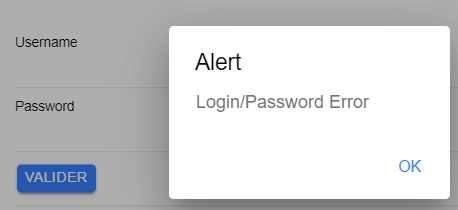 Username
Password
VALIDER
Alert
Login/Password Error
OK